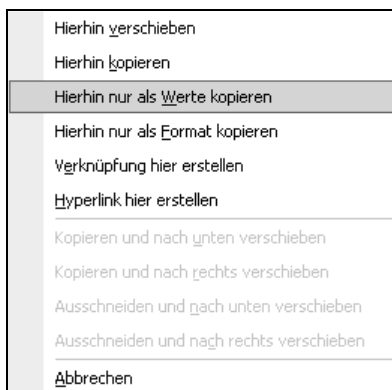 Hierhin verschieben
Hierhin kopieren
Hierhin nur als Werte kopieren
Hierhin nur als Format kopieren
Verknüpfung hier erstellen
Hyperlink hier erstellen
Kopieren und nach unten verschieben
Kopieren und nach rechts verschieben
Ausschneiden und nach unten verschieben
Ausschneiden und nach rechts verschieben
Abbrechen